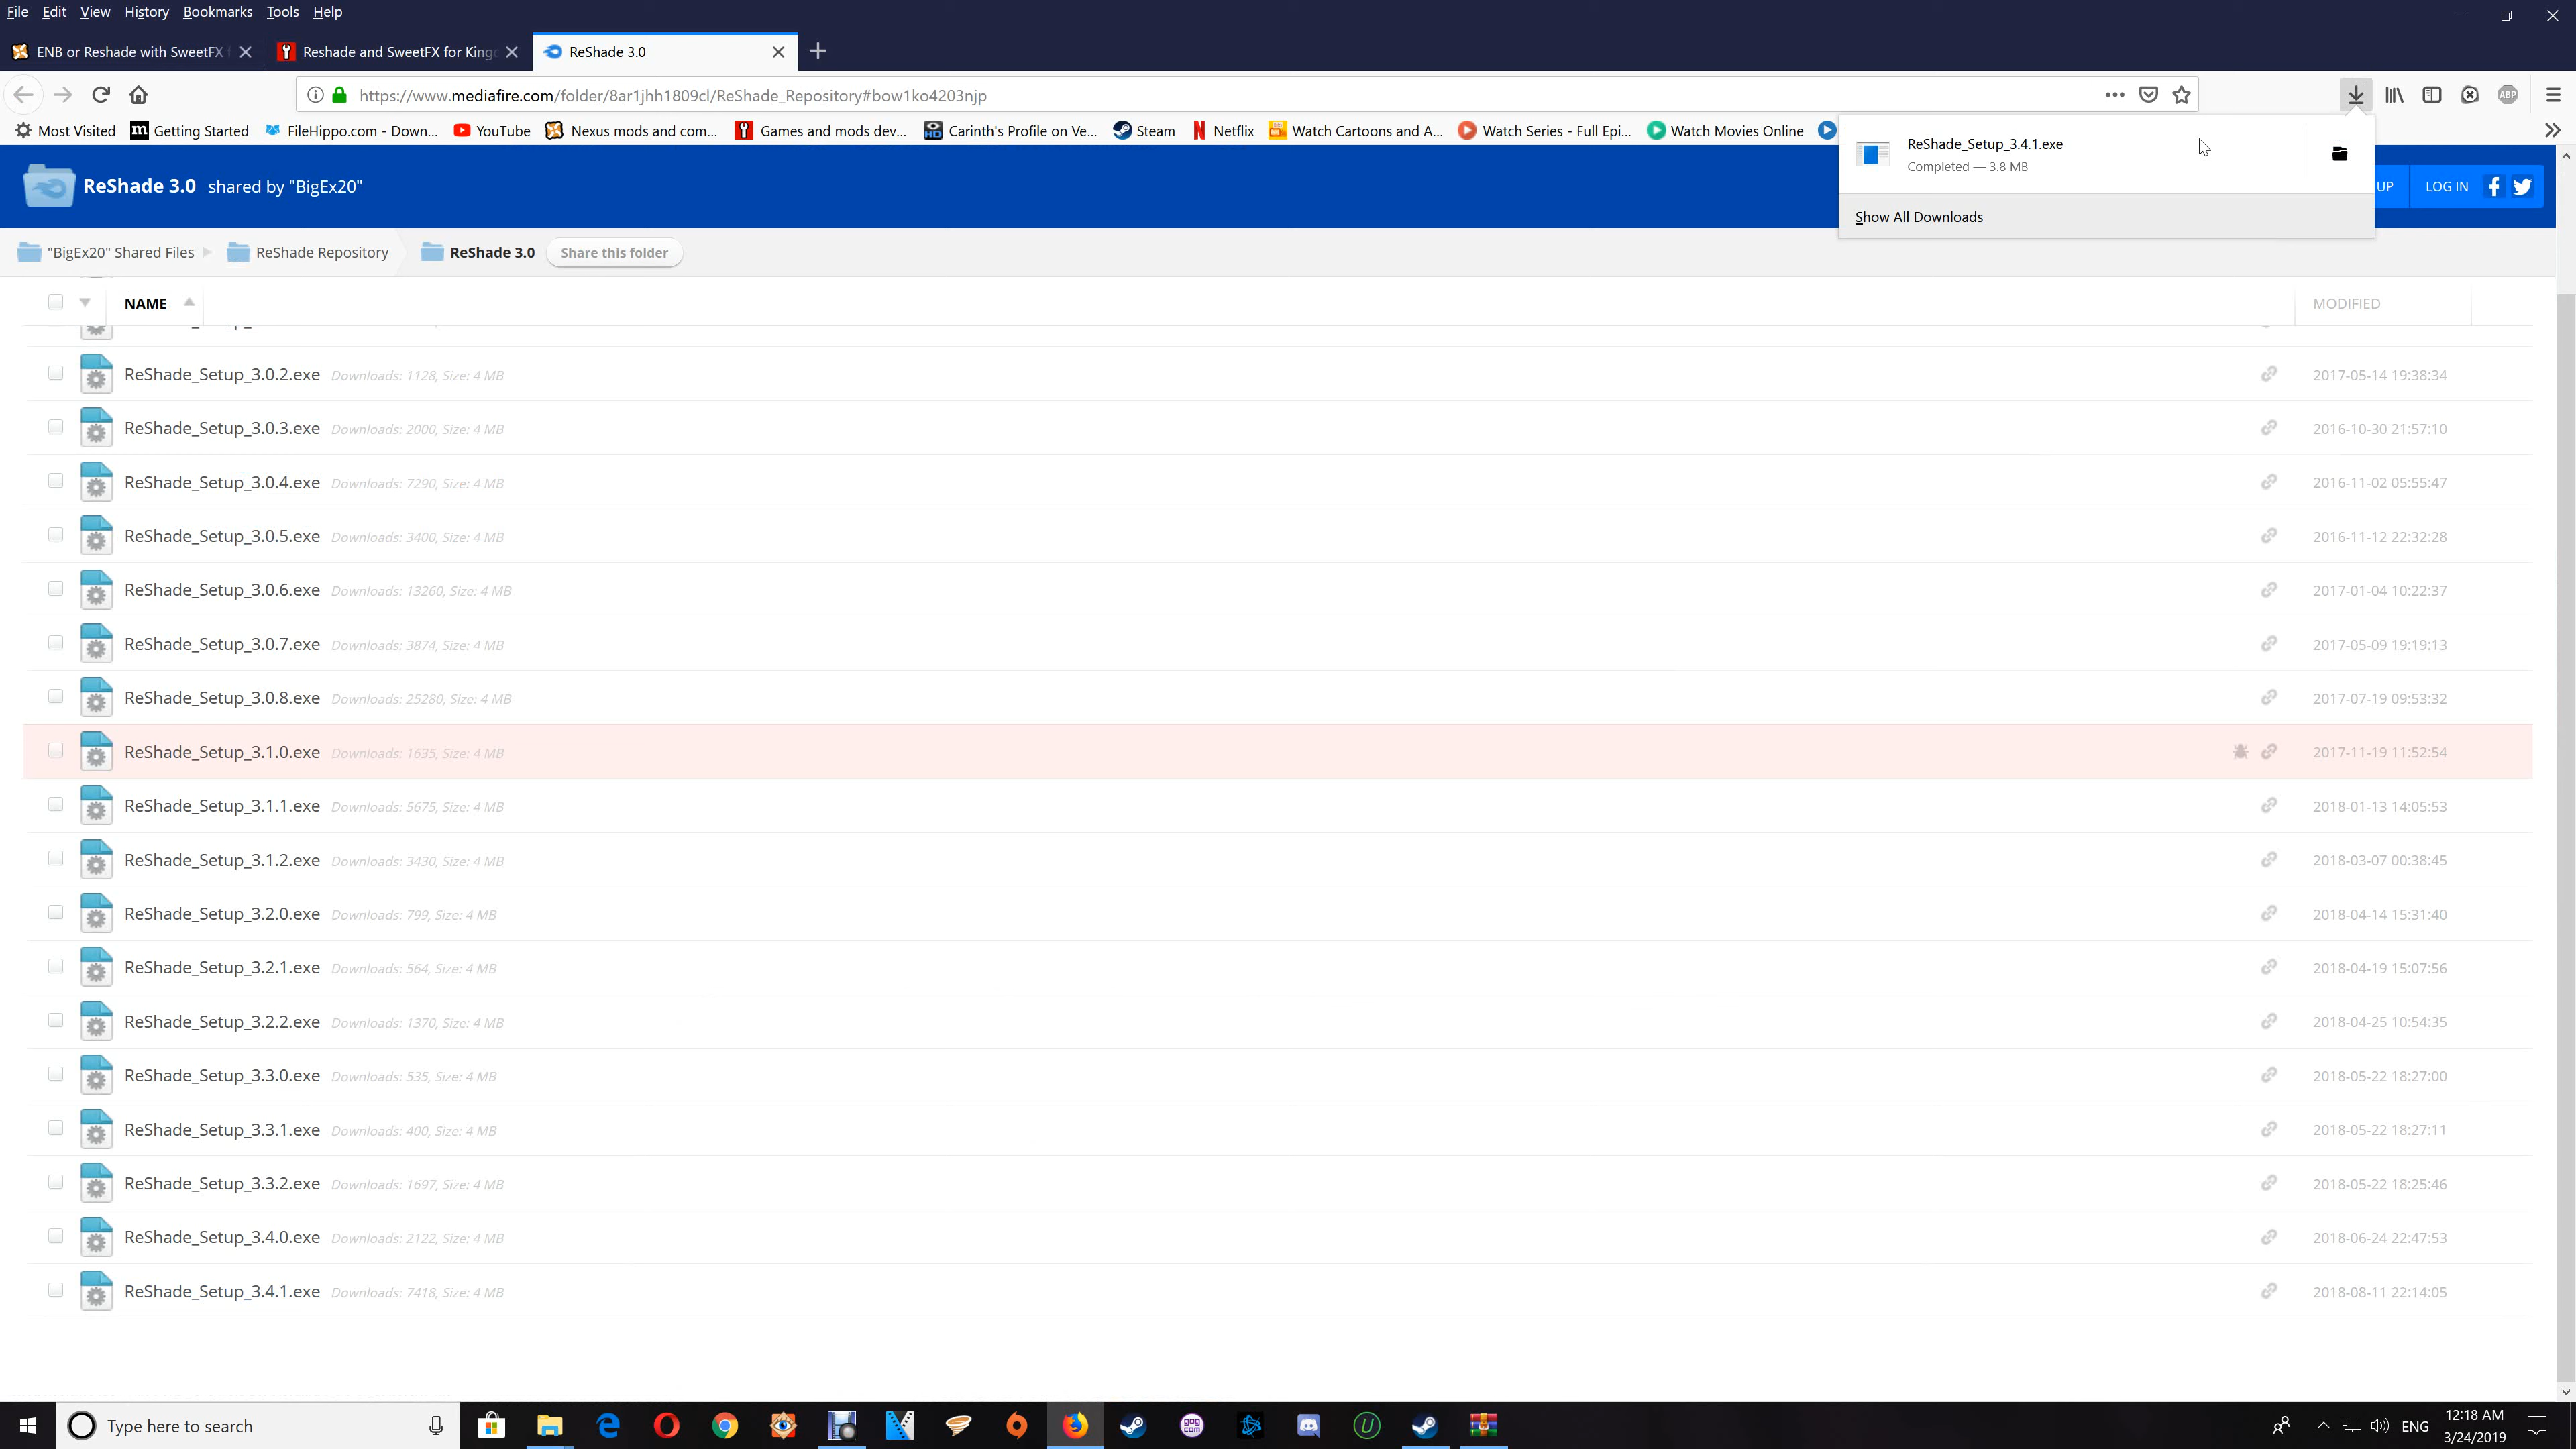 File Edit View History Bookmarks Tools Help
ENB or Reshade with SweetFX
Reshade and SweetFX for King
ReShade 3.0
https://www.mediafire.com/folder/8ar1jhh1809cl/ReShade_Repository#bow1ko4203njp
ABP
Most Visited Getting Started FileHippo.com - Down... YouTube Nexus mods and com... Games and mods dev... Carinth's Profile on Ve... Steam Netflix Watch Cartoons and A... Watch Series - Full Epi... Watch Movies Online
ReShade_Setup_3.4.1.exe
Completed — 3.8 MB
Show All Downloads
ReShade 3.0 shared by "BigEx20"
UP LOG IN
"BigEx20" Shared Files ReShade Repository ReShade 3.0 Share this folder
NAME MODIFIED
ReShade_Setup_3.0.2.exe Downloads: 1128, Size: 4 MB 2017-05-14 19:38:34
ReShade_Setup_3.0.3.exe Downloads: 2000, Size: 4 MB 2016-10-30 21:57:10
ReShade_Setup_3.0.4.exe Downloads: 7290, Size: 4 MB 2016-11-02 05:55:47
ReShade_Setup_3.0.5.exe Downloads: 3400, Size: 4 MB 2016-11-12 22:32:28
ReShade_Setup_3.0.6.exe Downloads: 13260, Size: 4 MB 2017-01-04 10:22:37
ReShade_Setup_3.0.7.exe Downloads: 3874, Size: 4 MB 2017-05-09 19:19:13
ReShade_Setup_3.0.8.exe Downloads: 25280, Size: 4 MB 2017-07-19 09:53:32
ReShade_Setup_3.1.0.exe Downloads: 1635, Size: 4 MB 2017-11-19 11:52:54
ReShade_Setup_3.1.1.exe Downloads: 5675, Size: 4 MB 2018-01-13 14:05:53
ReShade_Setup_3.1.2.exe Downloads: 3430, Size: 4 MB 2018-03-07 00:38:45
ReShade_Setup_3.2.0.exe Downloads: 799, Size: 4 MB 2018-04-14 15:31:40
ReShade_Setup_3.2.1.exe Downloads: 564, Size: 4 MB 2018-04-19 15:07:56
ReShade_Setup_3.2.2.exe Downloads: 1370, Size: 4 MB 2018-04-25 10:54:35
ReShade_Setup_3.3.0.exe Downloads: 535, Size: 4 MB 2018-05-22 18:27:00
ReShade_Setup_3.3.1.exe Downloads: 400, Size: 4 MB 2018-05-22 18:27:11
ReShade_Setup_3.3.2.exe Downloads: 1697, Size: 4 MB 2018-05-22 18:25:46
ReShade_Setup_3.4.0.exe Downloads: 2122, Size: 4 MB 2018-06-24 22:47:53
ReShade_Setup_3.4.1.exe Downloads: 7418, Size: 4 MB 2018-08-11 22:14:05
Type here to search
ENG
12:18 AM
3/24/2019